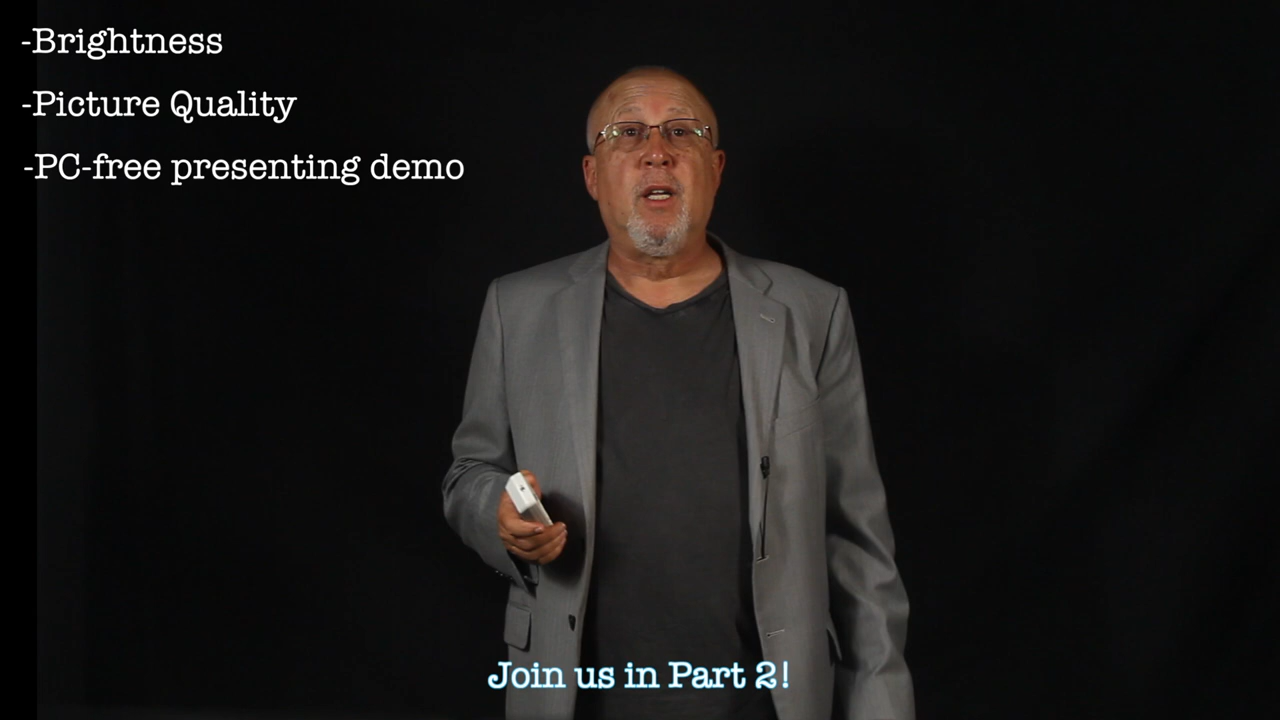 -Brightness
-Picture Quality
-PC-free presenting demo
Join us in Part 2!